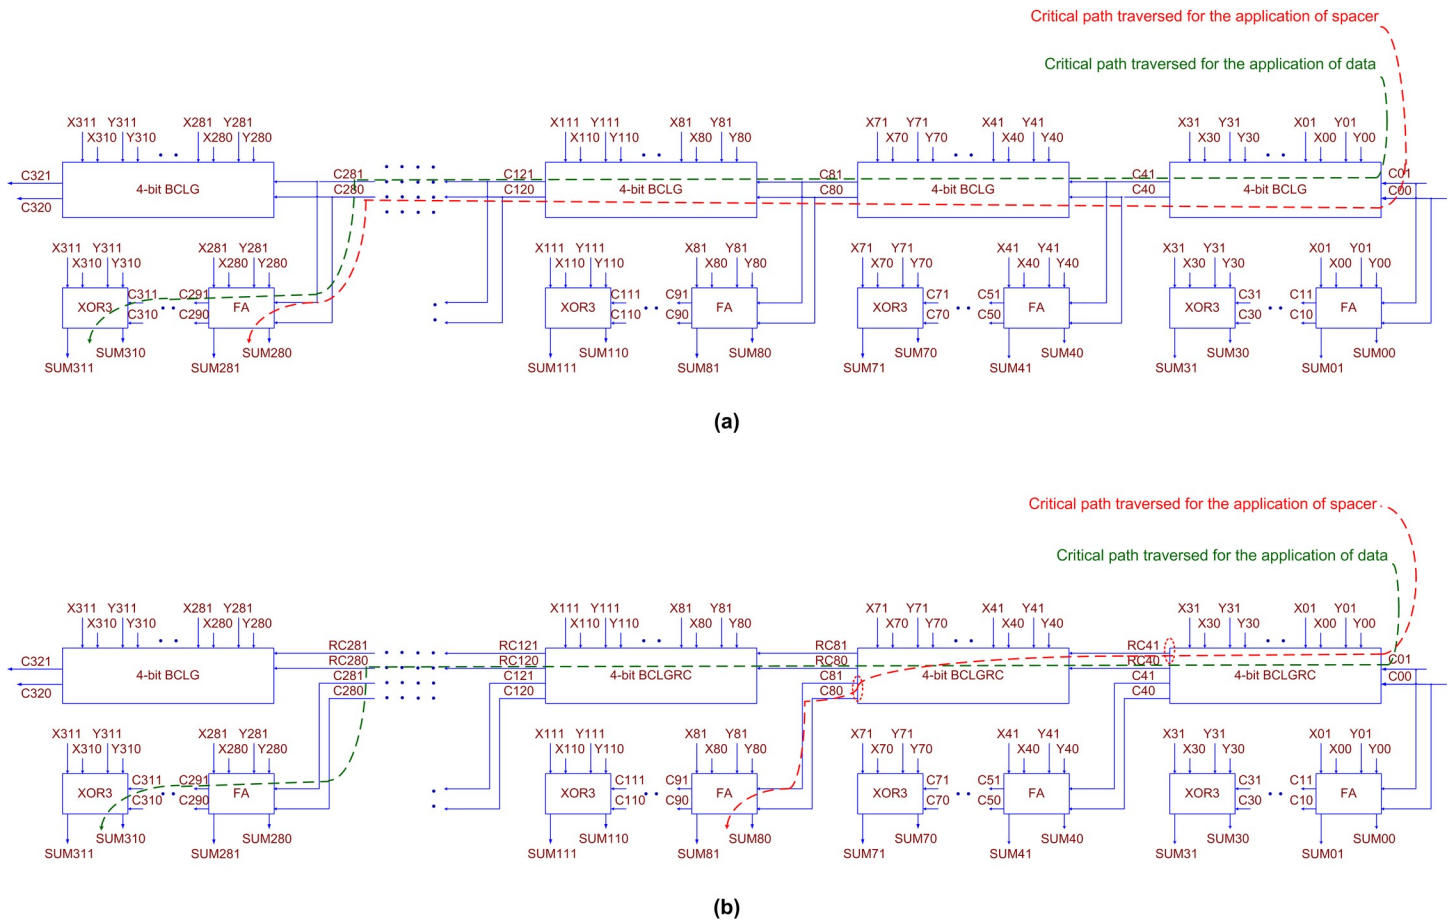 Critical path traversed for the application of spacer
Critical path traversed for the application of data
X311 Y311 X281 Y281 X111 Y111 X81 Y81 X71 Y71 X41 Y41 X31 Y31 X01 Y01
X310 Y310 X280 Y280 X110 Y110 X80 Y80 X70 Y70 X40 Y40 X30 Y30 X00 Y00
C321 C281 C121 C81 C41 C01
4-bit BCLG 4-bit BCLG 4-bit BCLG 4-bit BCLG
C320 C280 C120 C80 C40 C00
X311 Y311 X281 Y281 X111 Y111 X81 Y81 X71 Y71 X41 Y41 X31 Y31 X01 Y01
X310 Y310 X280 Y280 X110 Y110 X80 Y80 X70 Y70 X40 Y40 X30 Y30 X00 Y00
C311 C291 C111 C91 C71 C51 C31 C11
XOR3 FA XOR3 FA XOR3 FA XOR3 FA
C310 C290 C110 C90 C70 C50 C30 C10
SUM310 SUM280 SUM110 SUM80 SUM70 SUM40 SUM30 SUM00
SUM311 SUM281 SUM111 SUM81 SUM71 SUM41 SUM31 SUM01
(a)
Critical path traversed for the application of spacer
Critical path traversed for the application of data
X311 Y311 X281 Y281 X111 Y111 X81 Y81 X71 Y71 X41 Y41 X31 Y31 X01 Y01
X310 Y310 X280 Y280 X110 Y110 X80 Y80 X70 Y70 X40 Y40 X30 Y30 X00 Y00
RC281 RC121 RC81 RC41
C321 RC280 RC120 RC80 RC40 C01
4-bit BCLG C281 C121 4-bit BCLGRC C81 4-bit BCLGRC C41 4-bit BCLGRC C00
C320 C280 C120 C80 C40
X311 Y311 X281 Y281 X111 Y111 X81 Y81 X71 Y71 X41 Y41 X31 Y31 X01 Y01
X310 Y310 X280 Y280 X110 Y110 X80 Y80 X70 Y70 X40 Y40 X30 Y30 X00 Y00
C311 C291 C111 C91 C71 C51 C31 C11
XOR3 FA XOR3 FA XOR3 FA XOR3 FA
C310 C290 C110 C90 C70 C50 C30 C10
SUM310 SUM280 SUM110 SUM80 SUM70 SUM40 SUM30 SUM00
SUM311 SUM281 SUM111 SUM81 SUM71 SUM41 SUM31 SUM01
(b)